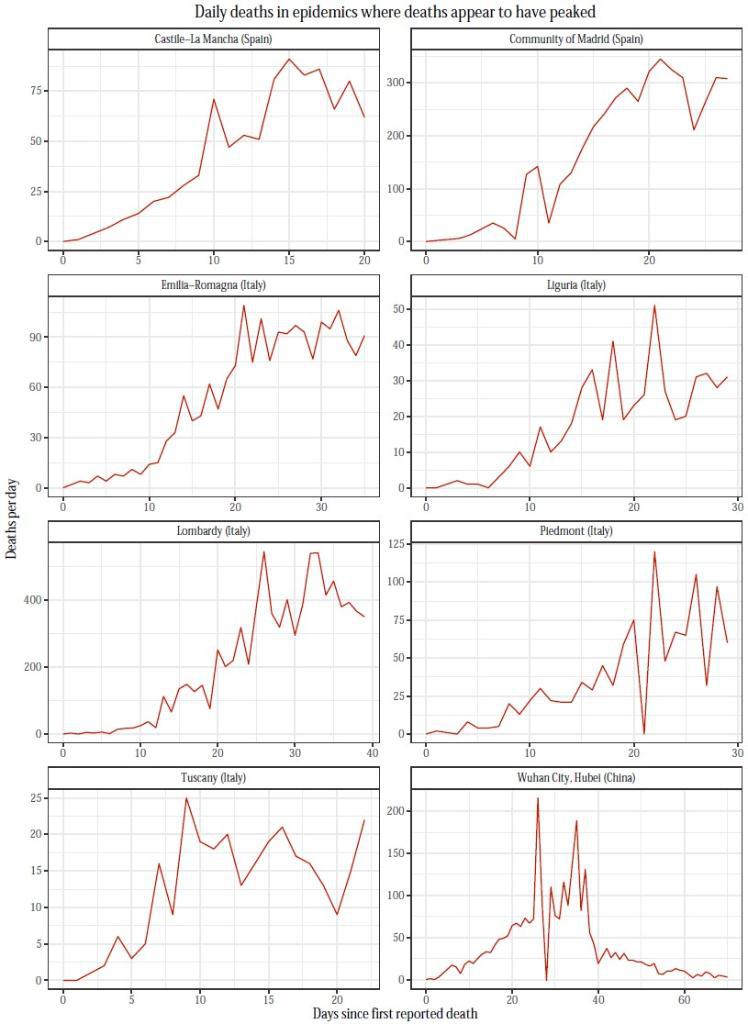 Daily deaths in epidemics where deaths appear to have peaked
Castile–La Mancha (Spain)
75
50
25
0
0 5 10 15 20
Community of Madrid (Spain)
300
200
100
0
0 10 20
Emilia–Romagna (Italy)
90
60
30
0
0 10 20 30
Liguria (Italy)
50
40
30
20
10
0
0 10 20 30
Deaths per day
Lombardy (Italy)
400
200
0
0 10 20 30 40
Piedmont (Italy)
125
100
75
50
25
0
0 10 20 30
Tuscany (Italy)
25
20
15
10
5
0
0 5 10 15 20
Wuhan City, Hubei (China)
200
150
100
50
0
0 20 40 60
Days since first reported death